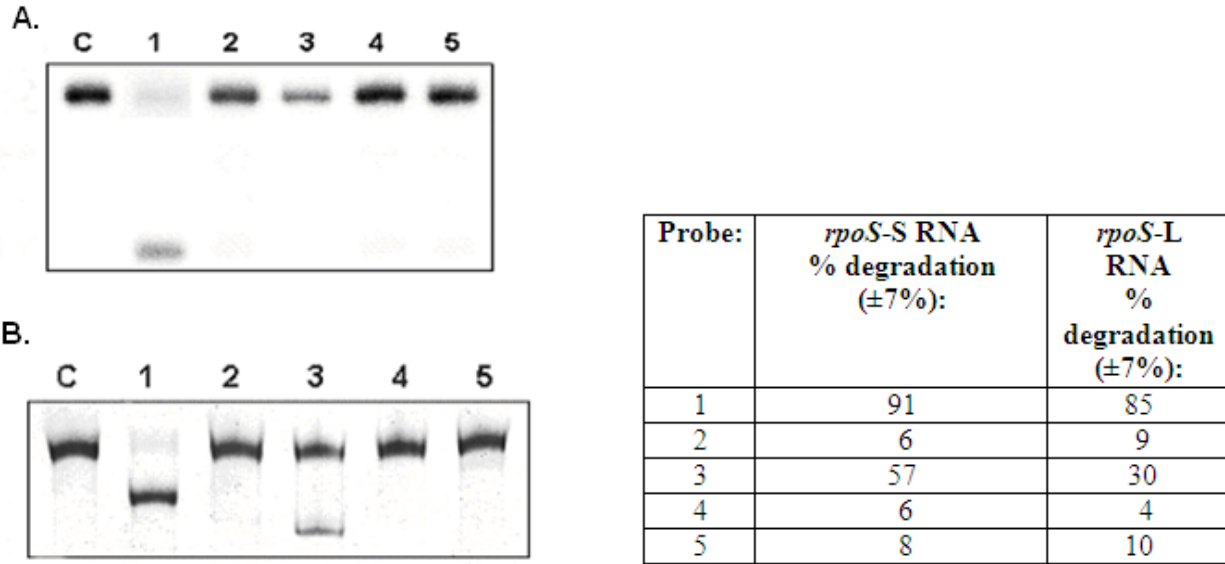 A.
C 1 2 3 4 5
B.
C 1 2 3 4 5
Probe: rpoS-S RNA rpoS-L
% degradation RNA
(±7%): %
degradation
(±7%):
1 91 85
2 6 9
3 57 30
4 6 4
5 8 10